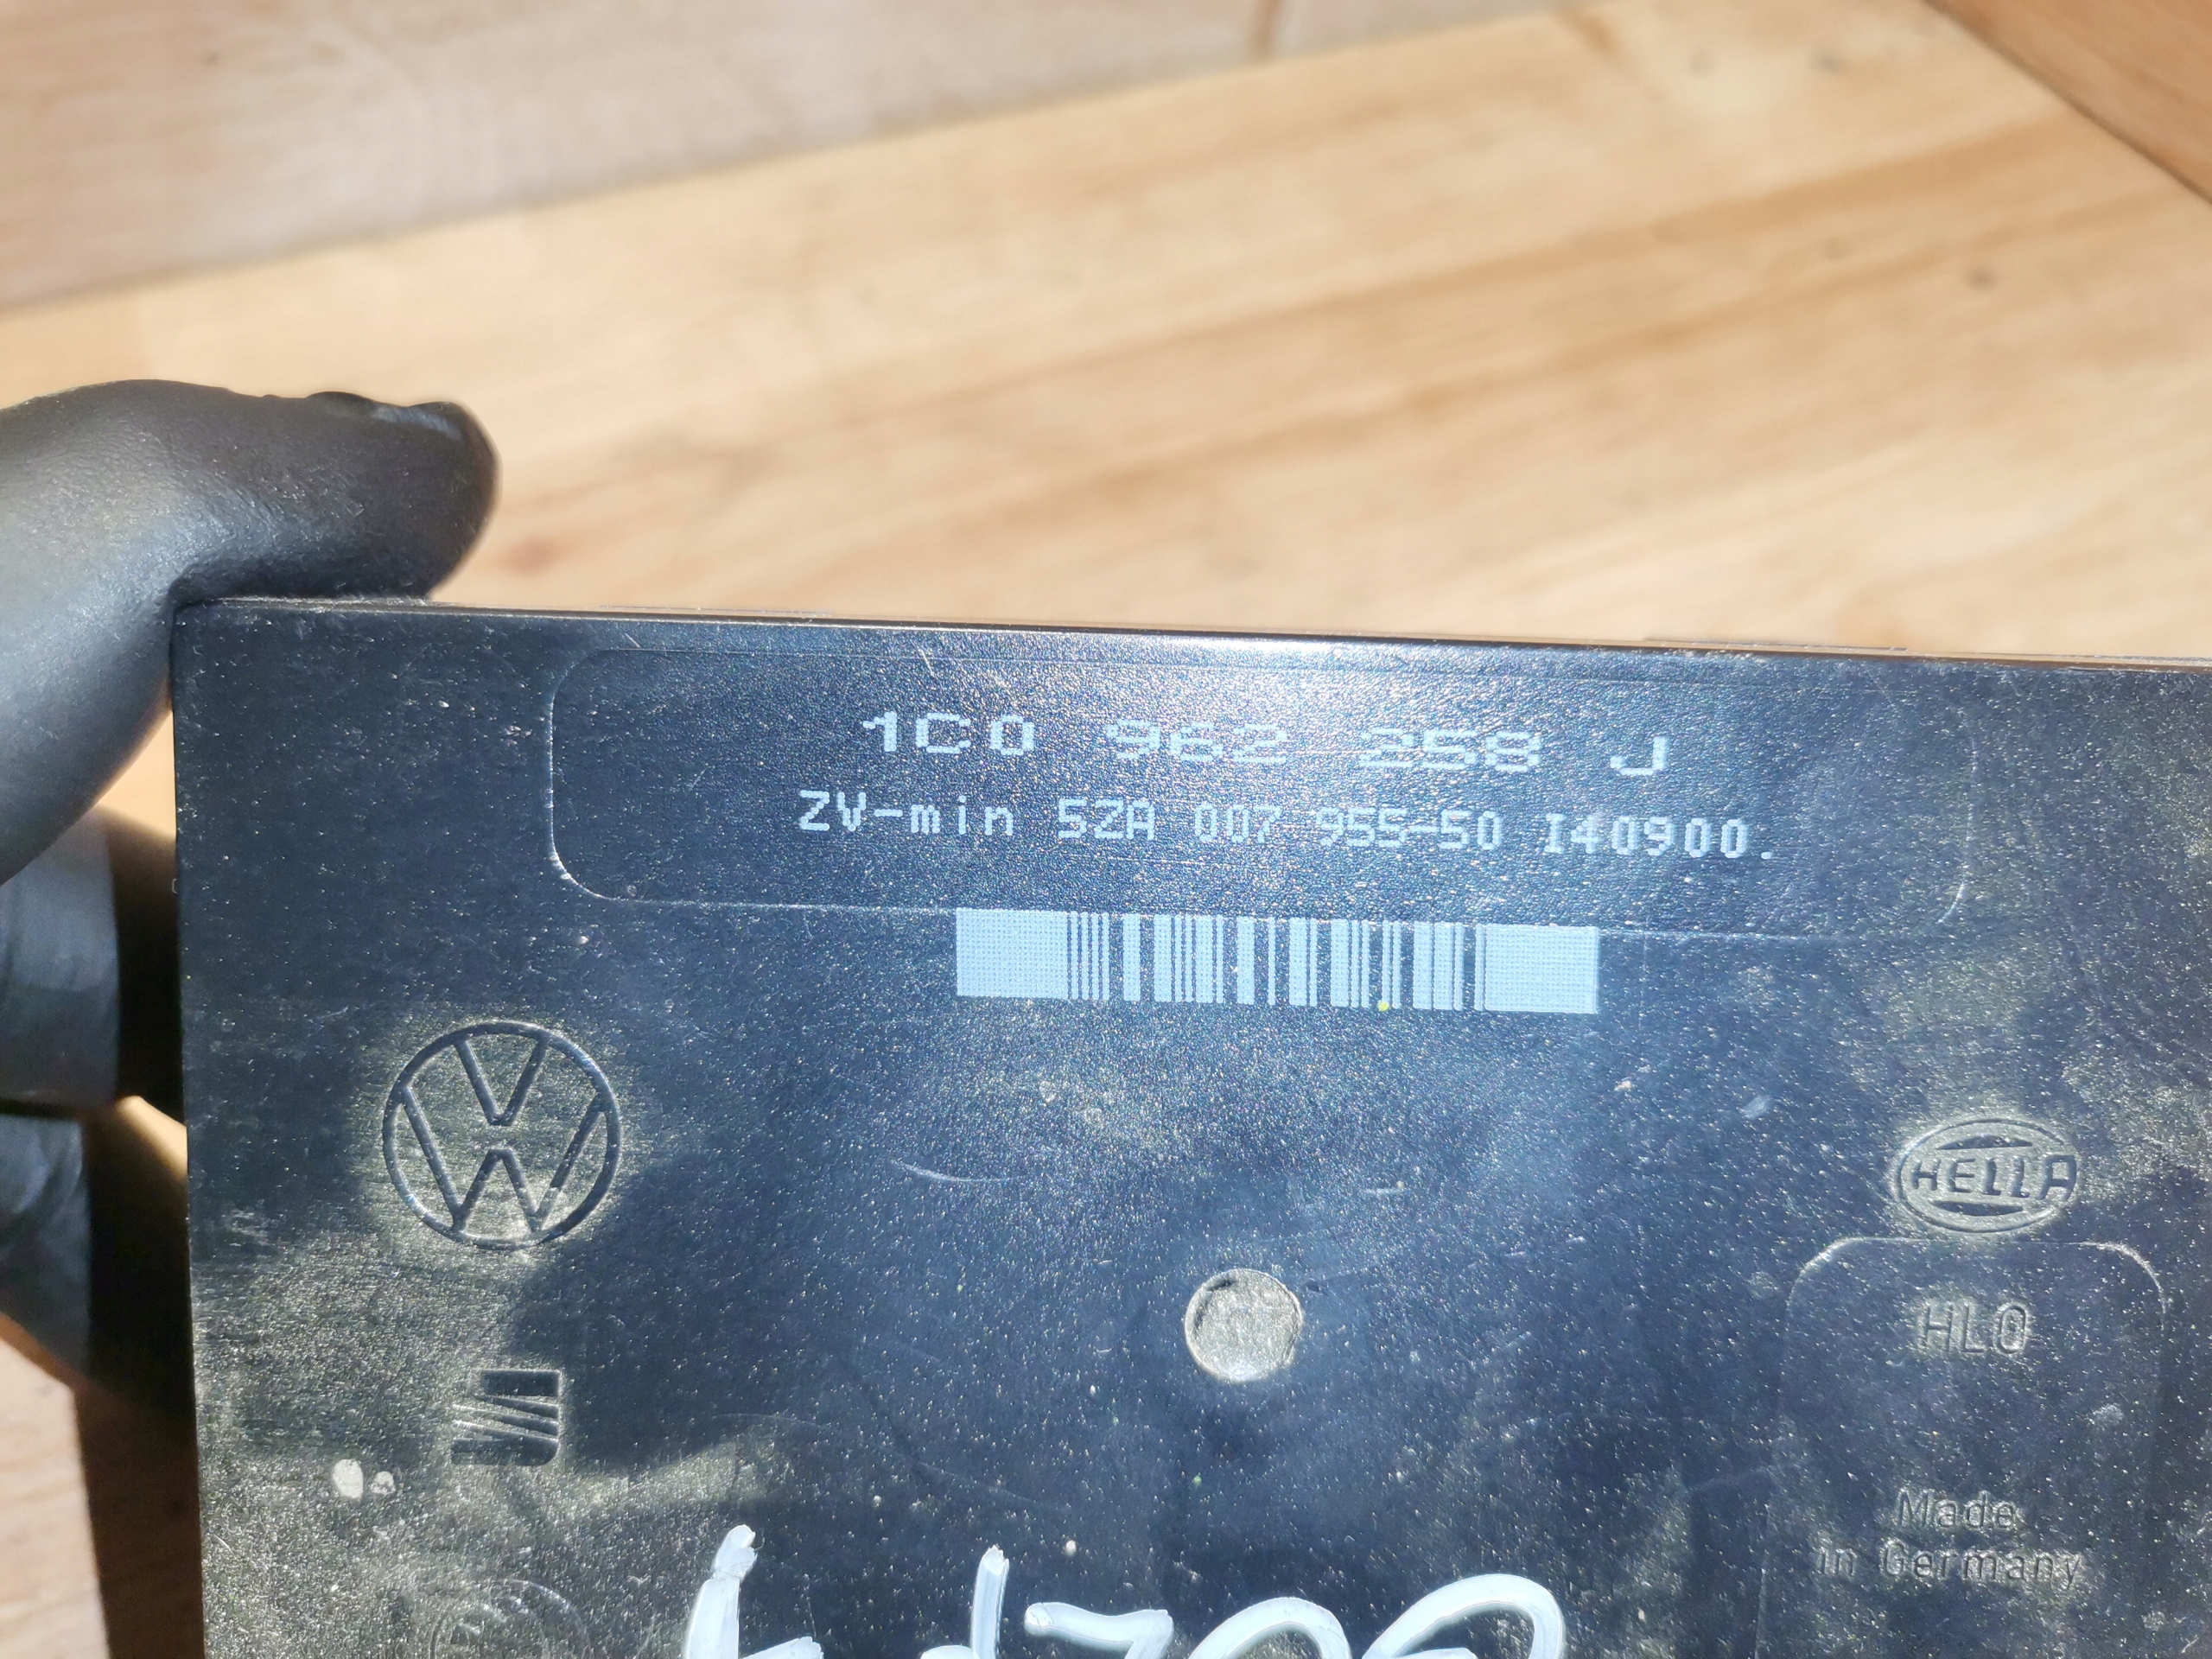 1C0 962 258 J
ZV-min 5ZA 007 955-50 I40900.
HELLA
HLO
Made
in Germany